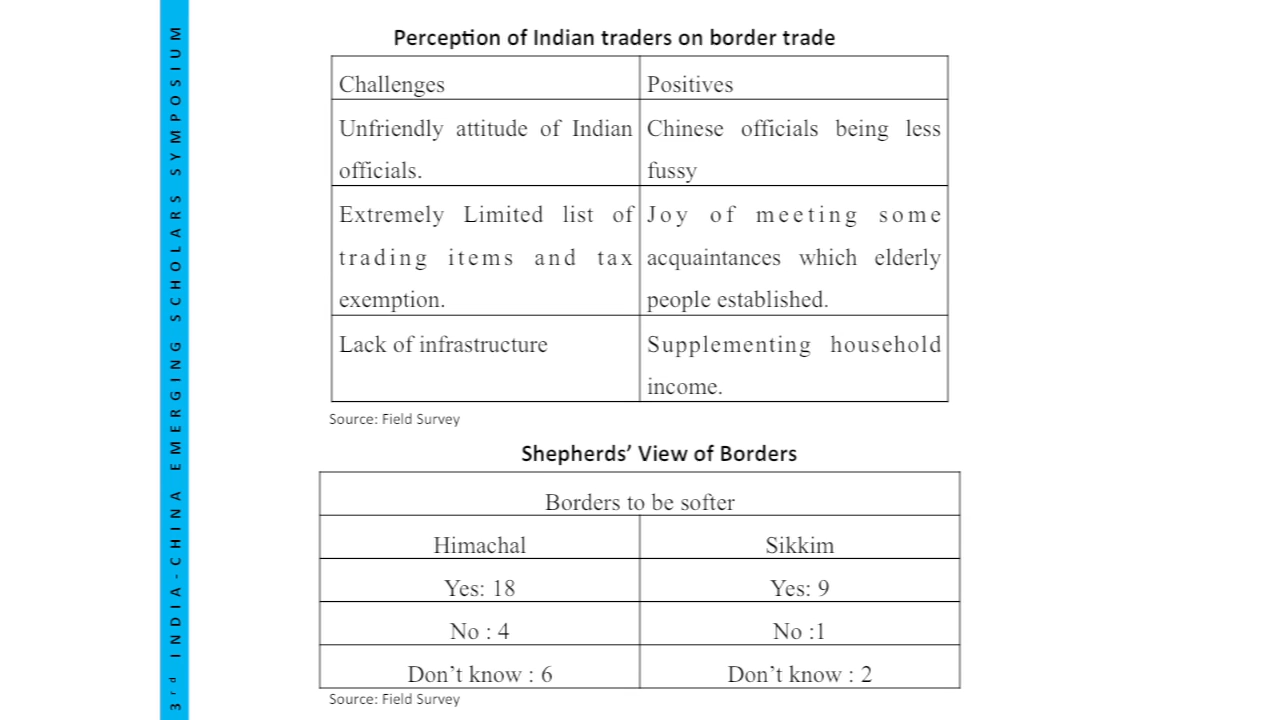 3rd INDIA-CHINA EMERGING SCHOLARS SYMPOSIUM
Perception of Indian traders on border trade
Challenges
Positives
Unfriendly attitude of Indian
officials.
Chinese officials being less
fussy
Extremely Limited list of
trading items and tax
exemption.
Joy of meeting some
acquaintances which elderly
people established.
Lack of infrastructure
Supplementing household
income.
Source: Field Survey
Shepherds’ View of Borders
Borders to be softer
Himachal
Sikkim
Yes: 18
Yes: 9
No : 4
No :1
Don’t know : 6
Don’t know : 2
Source: Field Survey